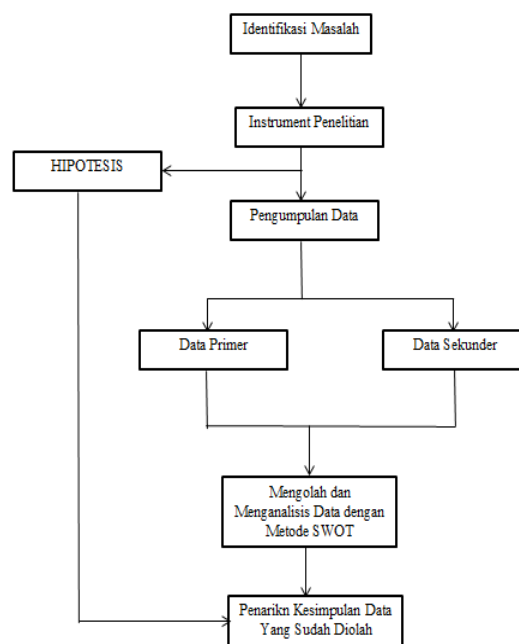 Identifikasi Masalah
Instrument Penelitian
HIPOTESIS
Pengumpulan Data
Data Primer
Data Sekunder
Mengolah dan
Menganalisis Data dengan
Metode SWOT
Penarikn Kesimpulan Data
Yang Sudah Diolah